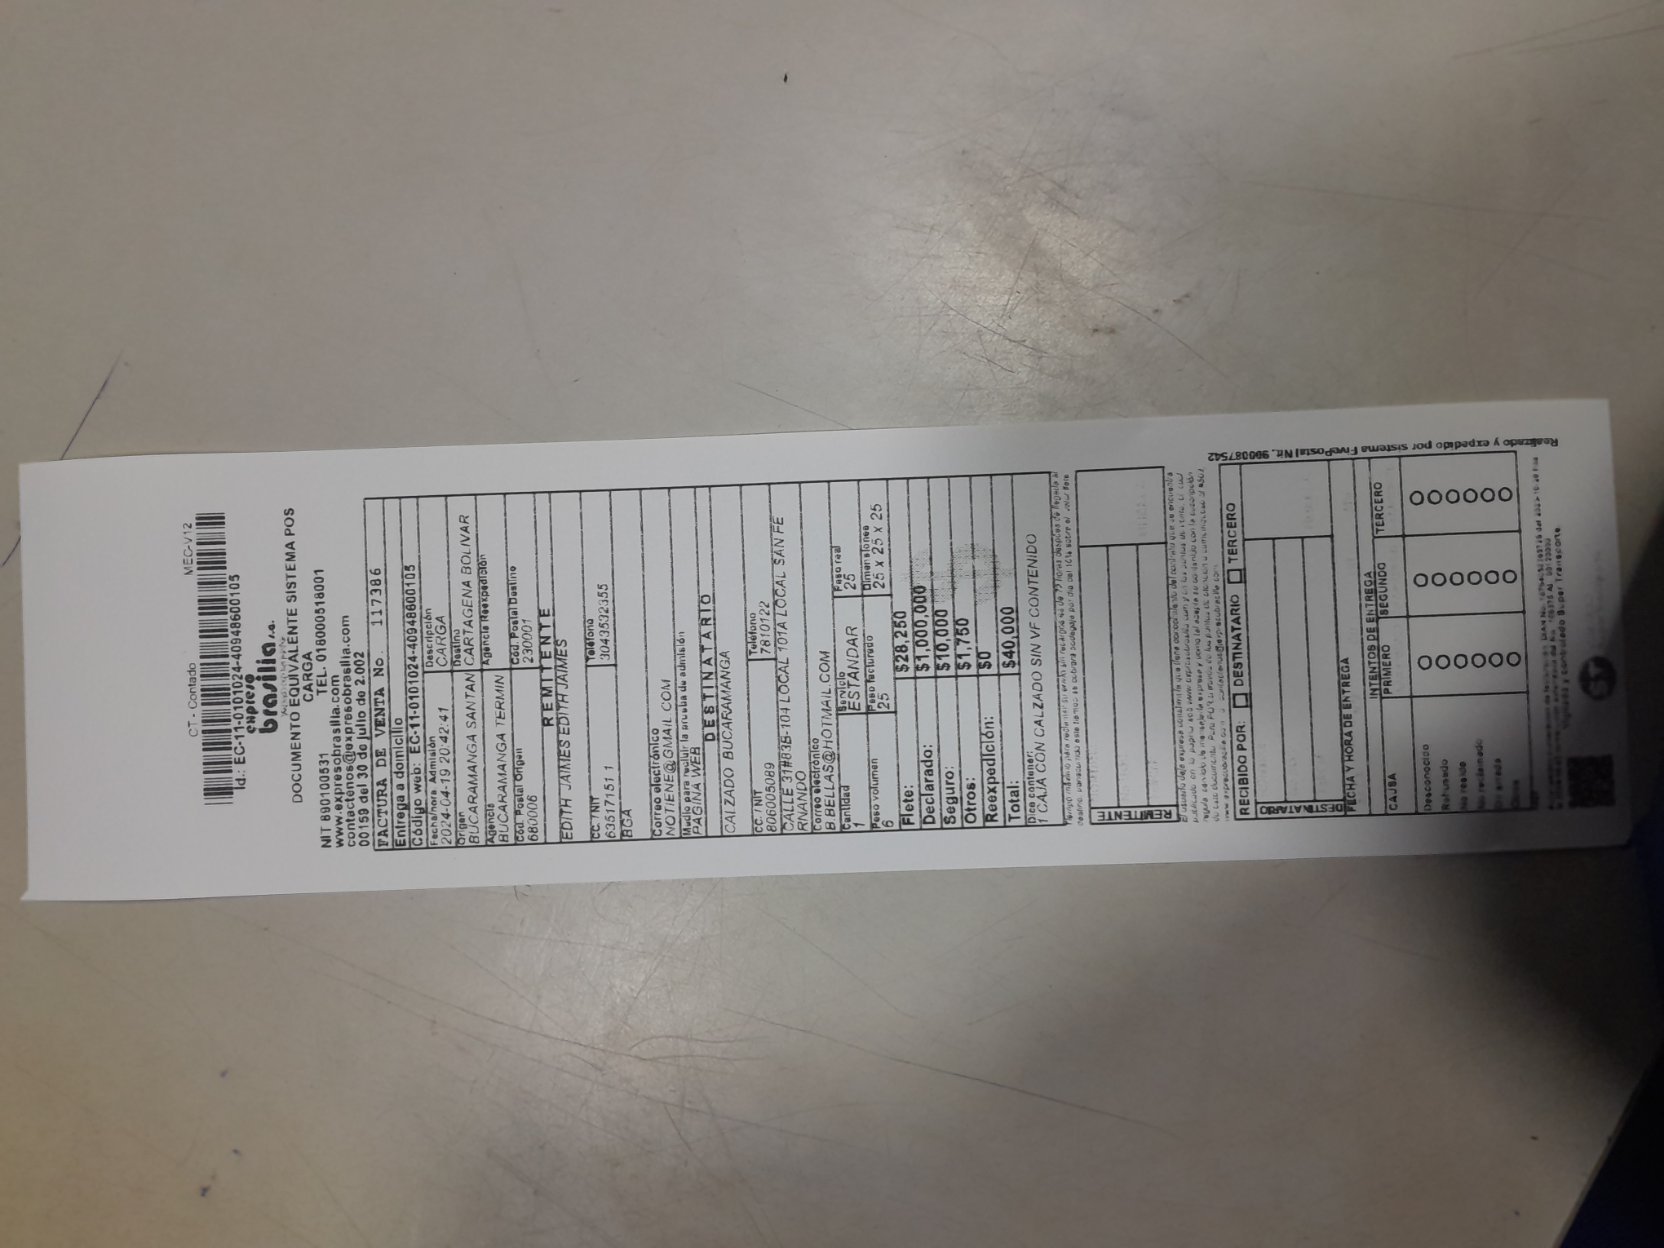 CT - Contado MEC-V12
Id.: EC-11-0101024-40948600105
expreso
brasilia s.a.
DOCUMENTO EQUIVALENTE SISTEMA POS
CARGA
NIT 890100531 TEL. 018000518001
www.expresobrasilia.com
contactenos@expresobrasilia.com
00150 del 30 de julio de 2.002
FACTURA DE VENTA No. 117386
Entrega a domicilio
Código web: EC-11-0101024-40948600105
Fecha/hora Admisión Descripción
2024-04-19 20:42:41 CARGA
Origen Destino
BUCARAMANGA SANTAN CARTAGENA BOLIVAR
Agencia Agencia Reexpedición
BUCARAMANGA TERMIN
Cód. Postal Origen Cód. Postal Destino
680006 230001
REMITENTE
EDITH JAIMES EDITH JAIMES
CC.TNIT Teléfono
63517151 1 3043532355
BGA
Correo electrónico
NOTIENE@GMAIL.COM
Medio para recibir la prueba de admisión
PAGINA WEB
DESTINATARIO
CALZADO BUCARAMANGA
CC. NIT Teléfono
806005089 7810122
CALLE 31#83B-104 LOCAL 101A LOCAL SAN FE
RNANDO
Correo electrónico
B.BELLAS@HOTMAIL.COM
Cantidad Servicio Peso real
1 ESTANDAR 25
Peso volumen Peso facturado Dimensiones
6 25 25 X 25 X 25
Flete: $28,250
Declarado: $1,000,000
Seguro: $10,000
Otros: $1,750
Reexpedición: $0
Total: $40,000
Dice contener:
1 CAJA CON CALZADO SIN VF CONTENIDO
REMITENTE
RECIBIDO POR: DESTINATARIO TERCERO
DESTINATARIO
FECHA Y HORA DE ENTREGA
INTENTOS DE ENTREGA
CAUSA PRIMERO SEGUNDO TERCERO
Desconocido
Rehusado
No reside
No reclamado
Realizado y expedido por sistema FivePostal Nit. 900087542